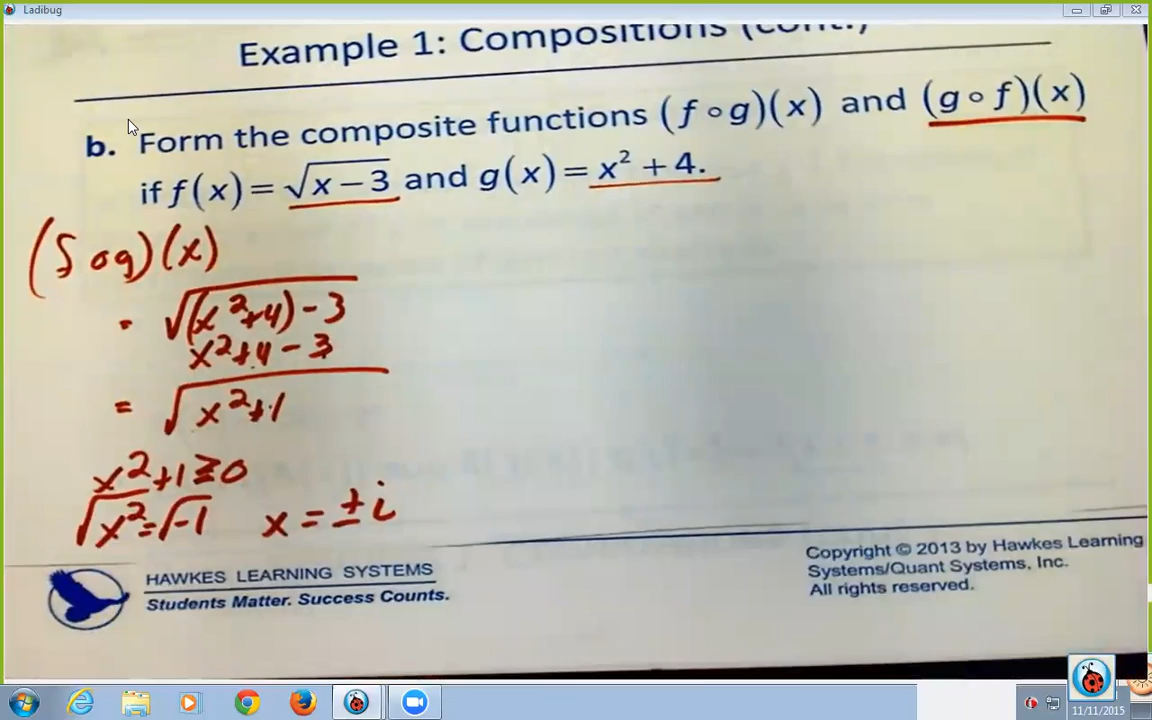 Ladibug
Example 1: Compositions (cont.)
b. Form the composite functions (f∘g)(x) and (g∘f)(x)
if f(x) = √(x − 3) and g(x) = x² + 4.
(f o g)(x)
= √((x²+4) − 3)
x²+4 − 3
= √(x²+1)
x²+1 ≥ 0
√x² = √-1 x = ± i
HAWKES LEARNING SYSTEMS
Students Matter. Success Counts.
Copyright © 2013 by Hawkes Learning
Systems/Quant Systems, Inc.
All rights reserved.
11/11/2015